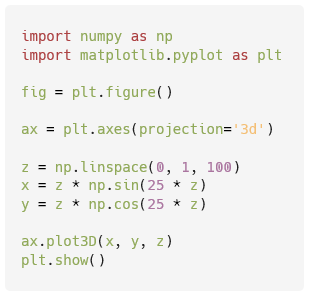 import numpy as np
import matplotlib.pyplot as plt
fig = plt.figure()
ax = plt.axes(projection='3d')
z = np.linspace(0, 1, 100)
x = z * np.sin(25 * z)
y = z * np.cos(25 * z)
ax.plot3D(x, y, z)
plt.show()